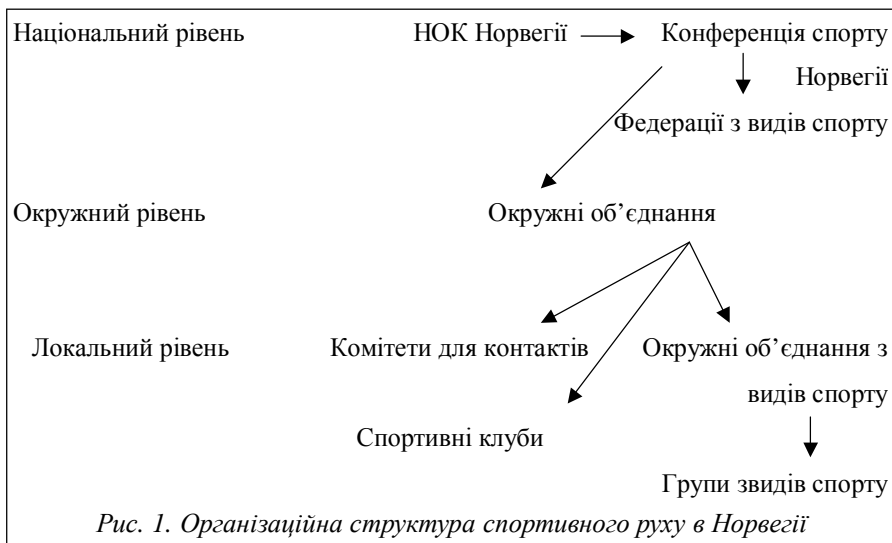 Національний рівень НОК Норвегії Конференція спорту
Норвегії
Федерації з видів спорту
Окружний рівень Окружні об’єднання
Локальний рівень Комітети для контактів Окружні об’єднання з
видів спорту
Спортивні клуби
Групи звидів спорту
Рис. 1. Організаційна структура спортивного руху в Норвегії